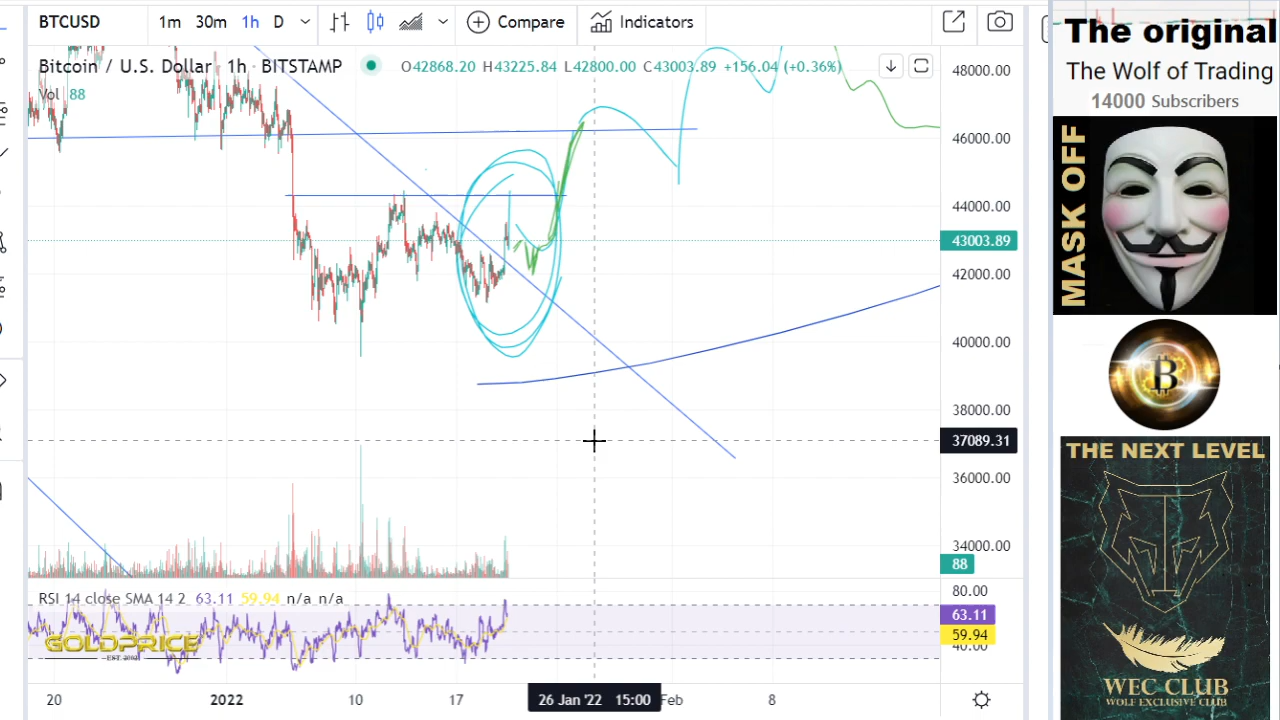 BTCUSD 1m 30m 1h D Compare Indicators
Bitcoin / U.S. Dollar · 1h · BITSTAMP O42868.20 H43225.84 L42800.00 C43003.89 +156.04 (+0.36%)
Vol 88
48000.00
46000.00
44000.00
43003.89
42000.00
40000.00
38000.00
37089.31
36000.00
34000.00
88
RSI 14 close SMA 14 2 63.11 59.94 n/a n/a
80.00
63.11
59.94
40.00
GOLDPRICE
EST. 2002
20 2022 10 17 26 Jan '22 15:00 Feb 8
The original
The Wolf of Trading
14000 Subscribers
MASK OFF
B
THE NEXT LEVEL
WEC CLUB
WOLF EXCLUSIVE CLUB